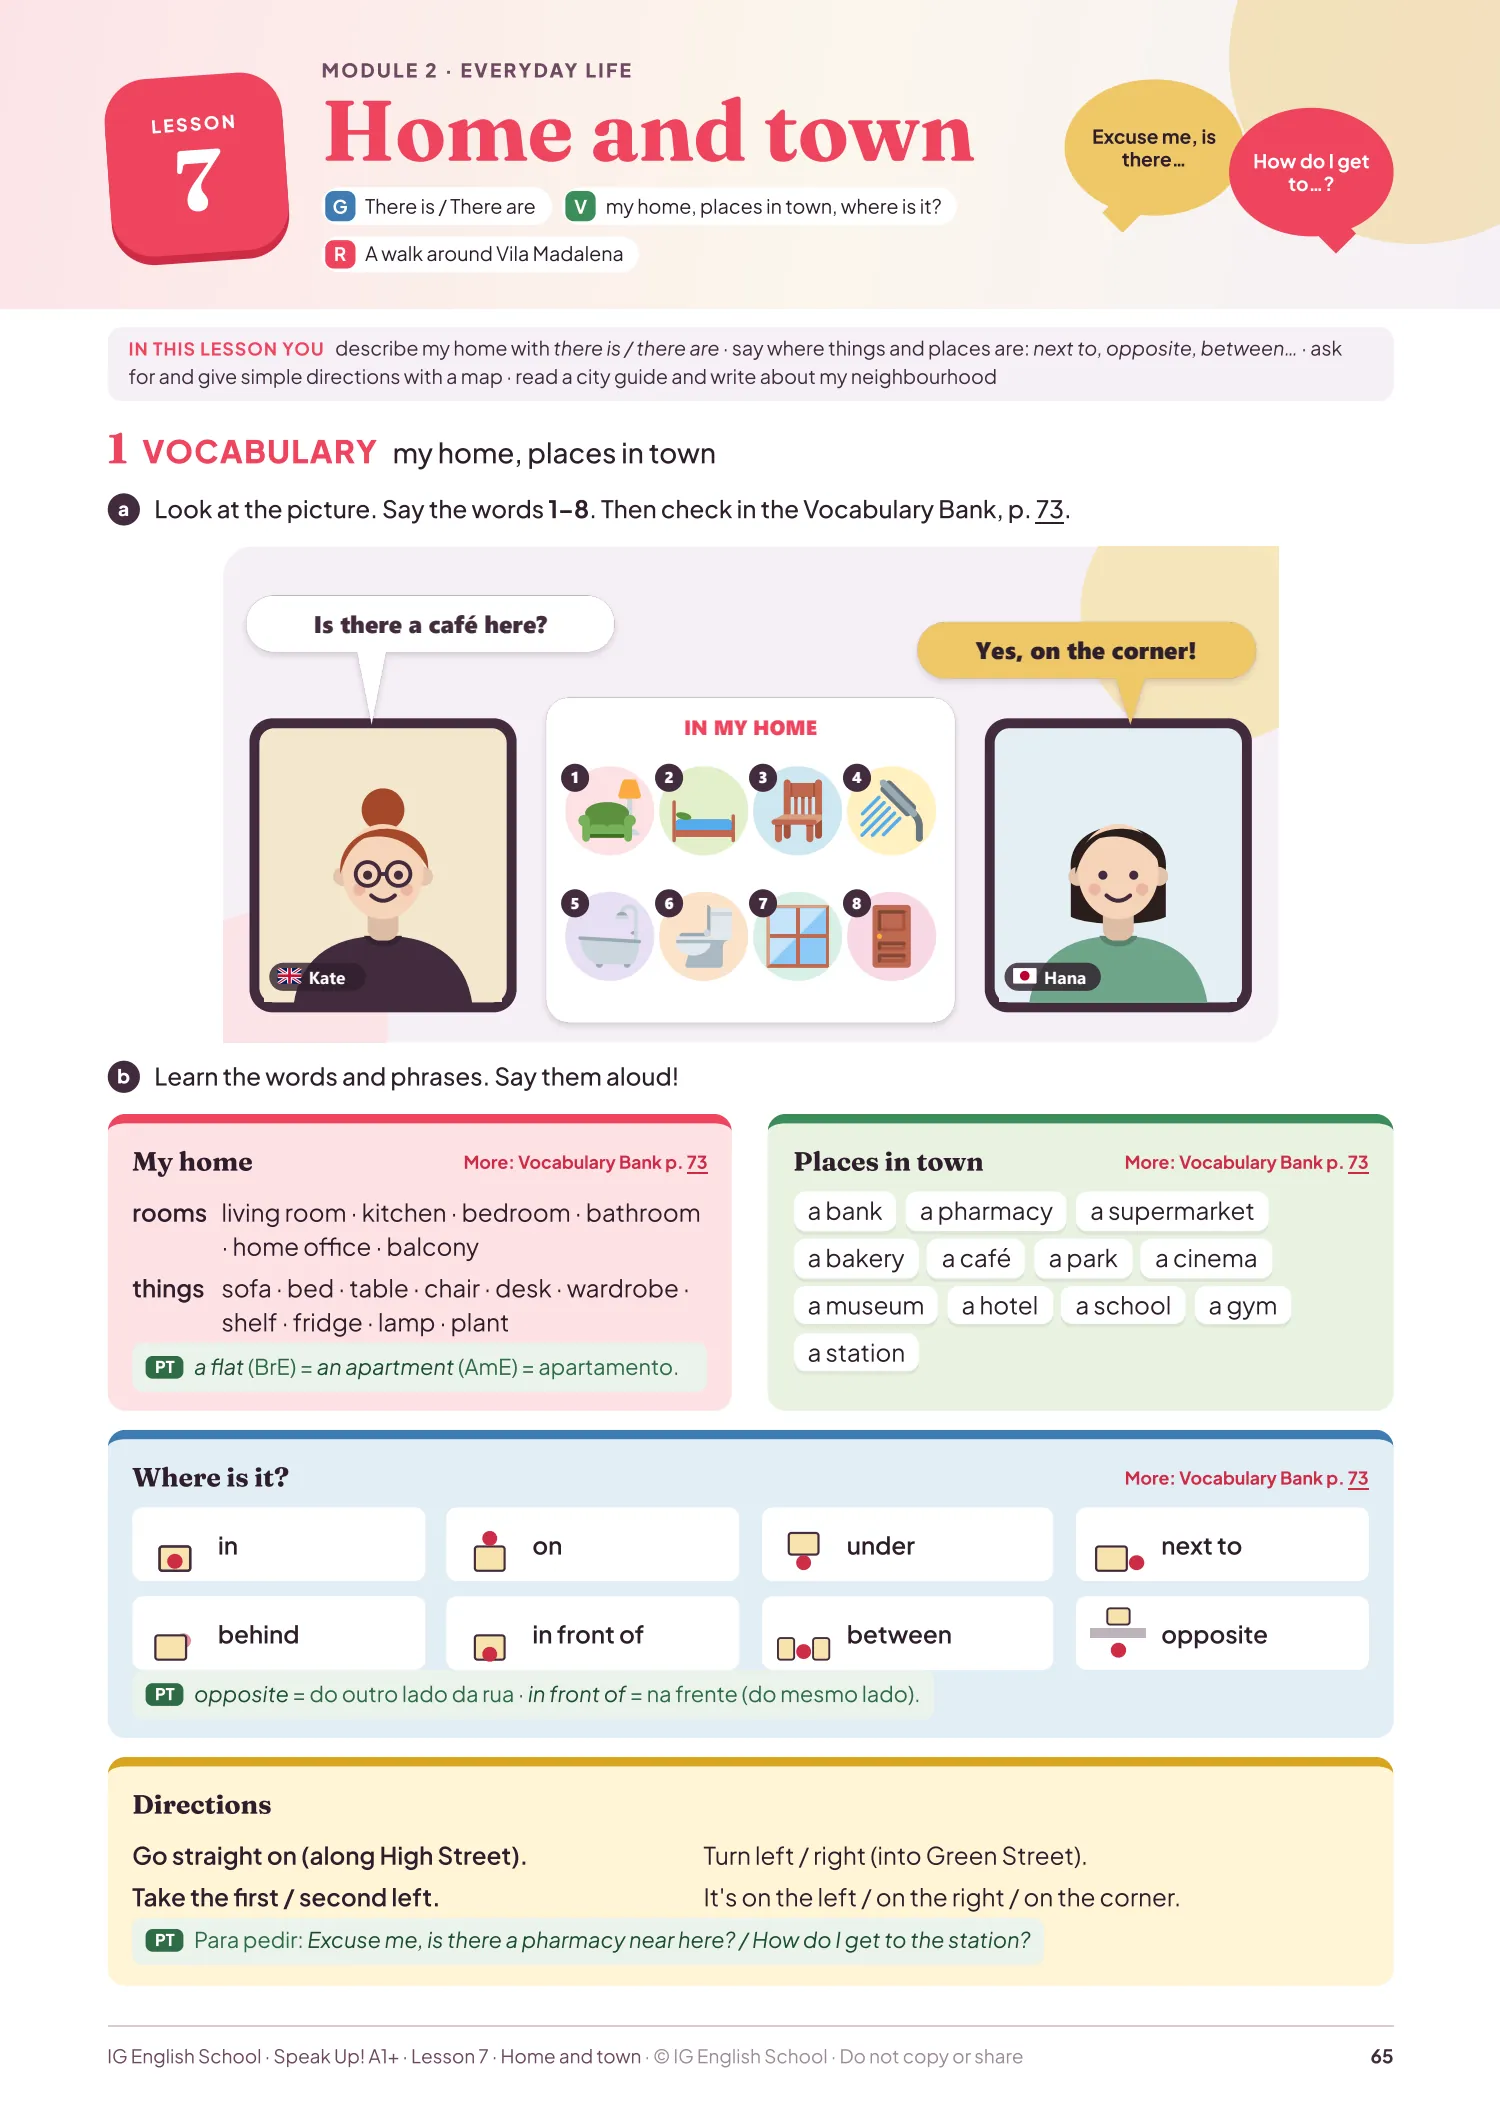 MODULE 2 · EVERYDAY LIFE
LESSON
7
Home and town
G There is / There are
V my home, places in town, where is it?
R A walk around Vila Madalena
Excuse me, is
there...
How do I get
to...?
IN THIS LESSON YOU describe my home with there is / there are · say where things and places are: next to, opposite, between... · ask
for and give simple directions with a map · read a city guide and write about my neighbourhood
1 VOCABULARY my home, places in town
a Look at the picture. Say the words 1–8. Then check in the Vocabulary Bank, p. 73.
Is there a café here?
Yes, on the corner!
IN MY HOME
1 2 3 4
5 6 7 8
Kate
Hana
b Learn the words and phrases. Say them aloud!
My home More: Vocabulary Bank p. 73
rooms living room · kitchen · bedroom · bathroom
· home office · balcony
things sofa · bed · table · chair · desk · wardrobe ·
shelf · fridge · lamp · plant
PT a flat (BrE) = an apartment (AmE) = apartamento.
Places in town More: Vocabulary Bank p. 73
a bank a pharmacy a supermarket
a bakery a café a park a cinema
a museum a hotel a school a gym
a station
Where is it? More: Vocabulary Bank p. 73
in on under next to
behind in front of between opposite
PT opposite = do outro lado da rua · in front of = na frente (do mesmo lado).
Directions
Go straight on (along High Street). Turn left / right (into Green Street).
Take the first / second left. It's on the left / on the right / on the corner.
PT Para pedir: Excuse me, is there a pharmacy near here? / How do I get to the station?
IG English School · Speak Up! A1+ · Lesson 7 · Home and town · © IG English School · Do not copy or share 65